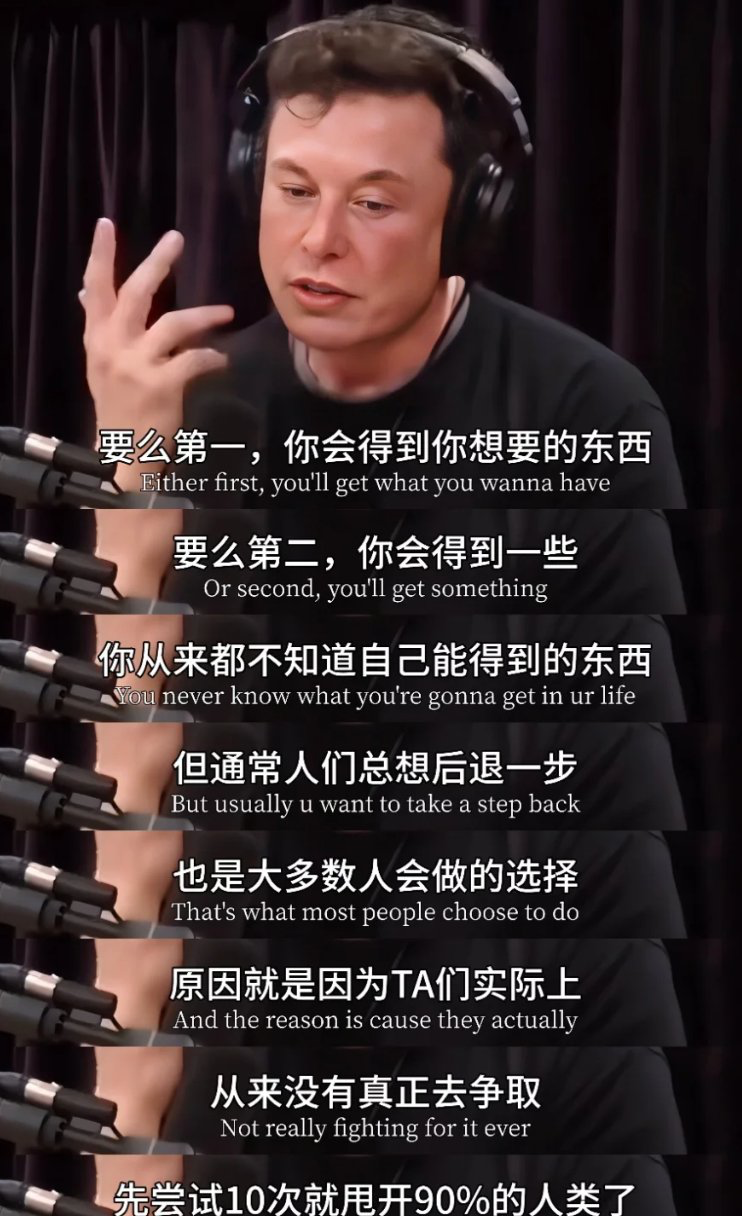 要么第一，你会得到你想要的东西
Either first, you'll get what you wanna have
要么第二，你会得到一些
Or second, you'll get something
你从来都不知道自己能得到的东西
You never know what you're gonna get in ur life
但通常人们总想后退一步
But usually u want to take a step back
也是大多数人会做的选择
That's what most people choose to do
原因就是因为TA们实际上
And the reason is cause they actually
从来没有真正去争取
Not really fighting for it ever
先尝试10次就甩开90%的人类了